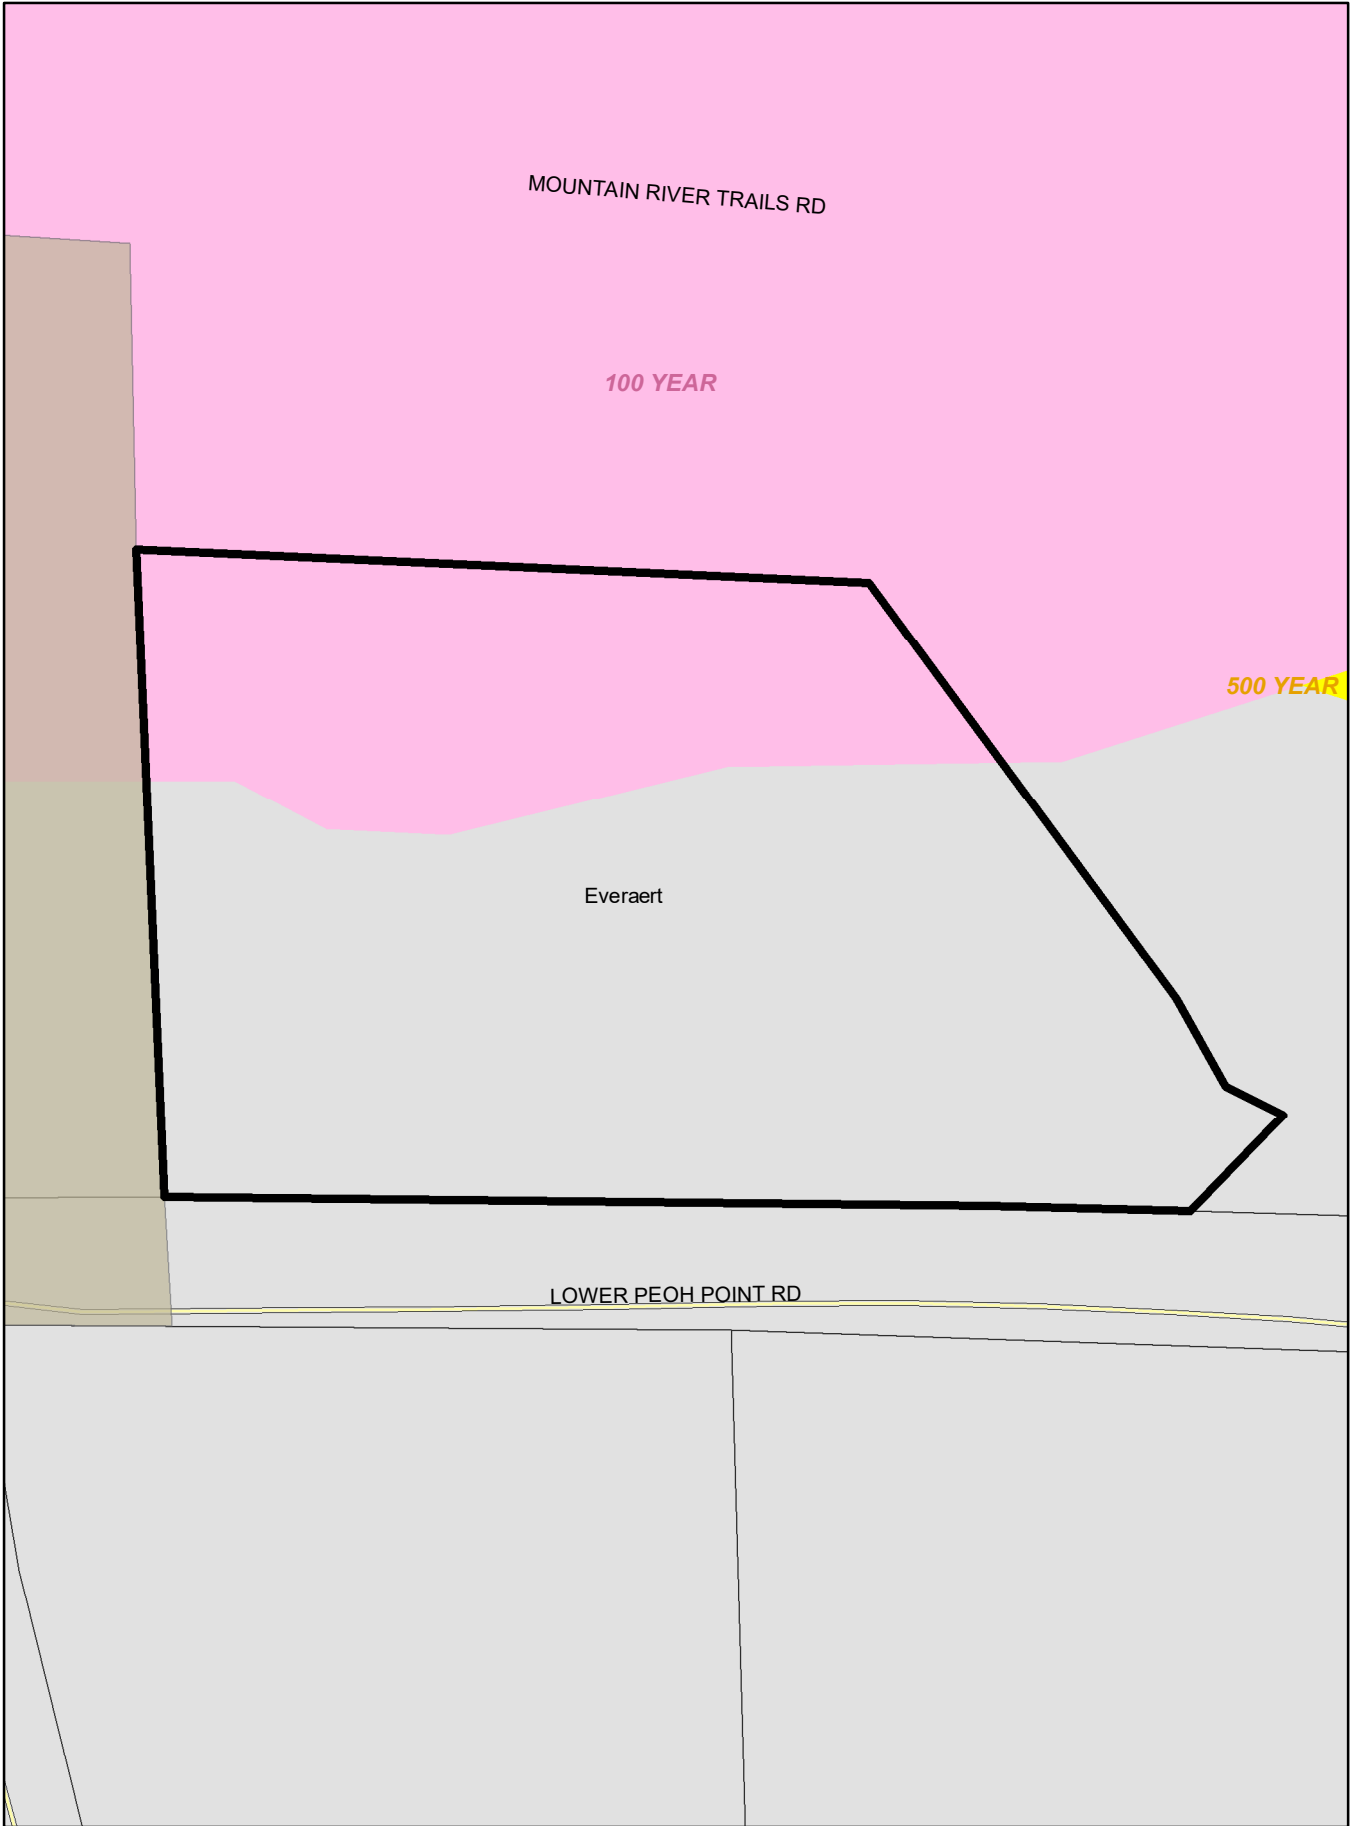 MOUNTAIN RIVER TRAILS RD
100 YEAR
500 YEAR
Everaert
LOWER PEOH POINT RD